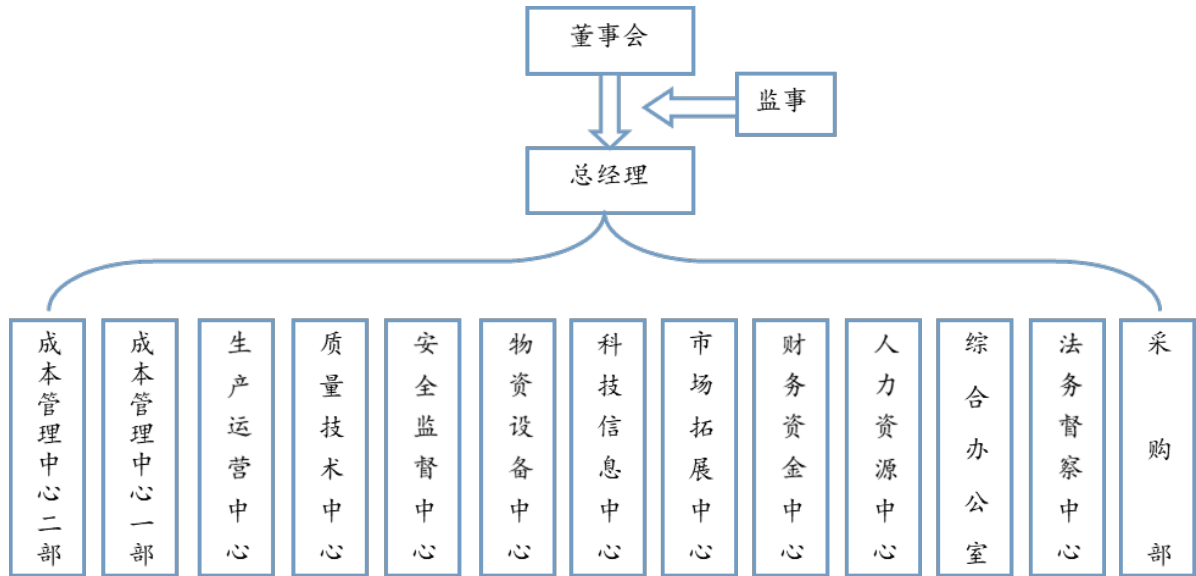 董事会
监事
总经理
成本管理中心二部
成本管理中心一部
生产运营中心
质量技术中心
安全监督中心
物资设备中心
科技信息中心
市场拓展中心
财务资金中心
人力资源中心
综合办公室
法务督察中心
采购部